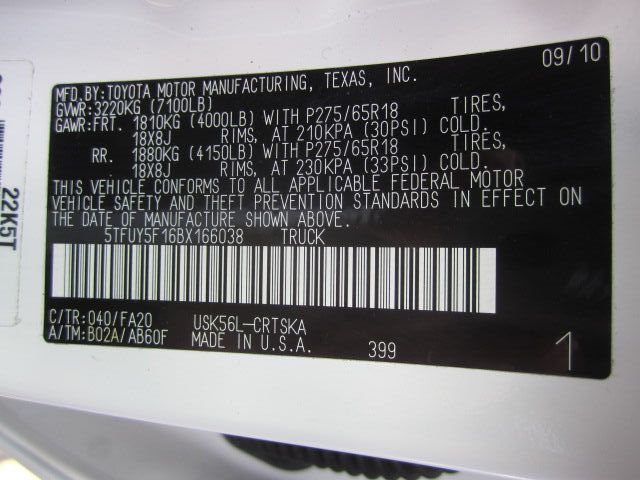 09/10
MFD.BY:TOYOTA MOTOR MANUFACTURING, TEXAS, INC.
GVWR:3220KG (7100LB)
GAWR:FRT. 1810KG (4000LB) WITH P275/65R18 TIRES,
18X8J RIMS, AT 210KPA (30PSI) COLD.
RR. 1880KG (4150LB) WITH P275/65R18 TIRES,
18X8J RIMS, AT 230KPA (33PSI) COLD.
THIS VEHICLE CONFORMS TO ALL APPLICABLE FEDERAL MOTOR
VEHICLE SAFETY AND THEFT PREVENTION STANDARDS IN EFFECT ON
THE DATE OF MANUFACTURE SHOWN ABOVE.
5TFUY5F16BX166038 TRUCK
C/TR:040/FA20 USK56L-CRTSKA
A/TM:B02A/AB60F MADE IN U.S.A. 399 1
22K5T